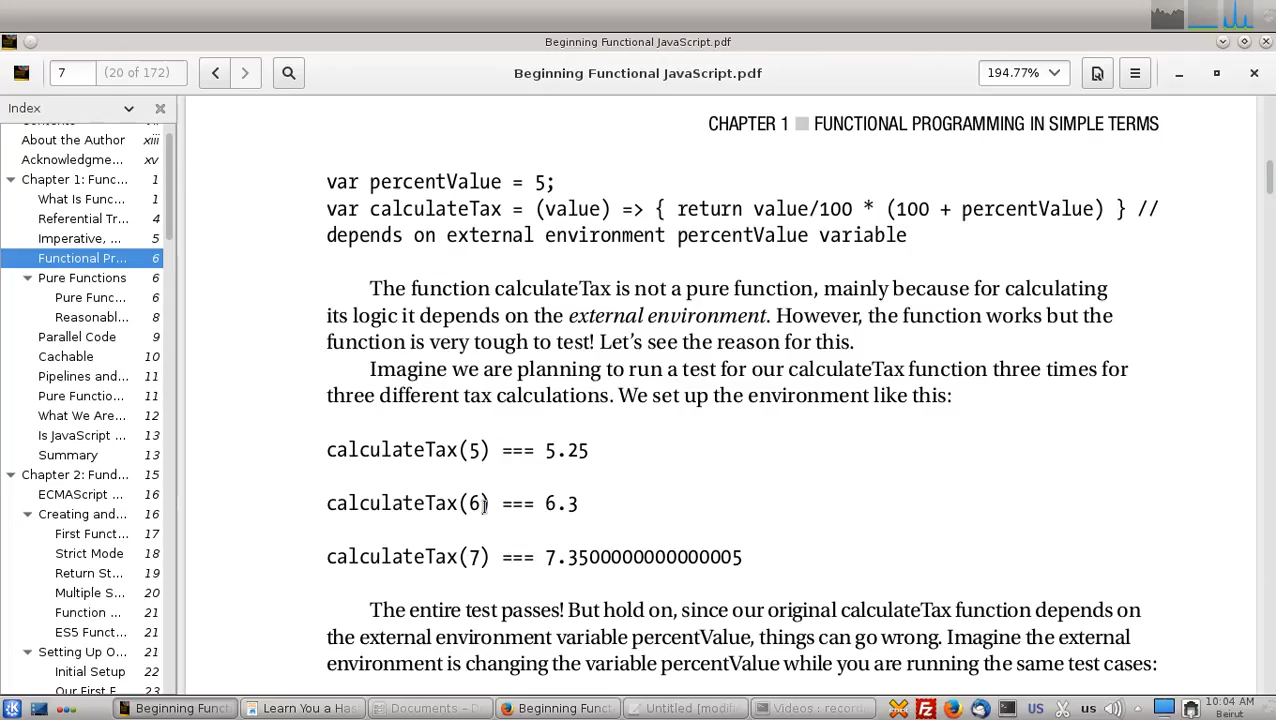 Beginning Functional JavaScript.pdf
7
(20 of 172)
Beginning Functional JavaScript.pdf
194.77%
Index
Contents
About the Author xiii
Acknowledgme... xv
Chapter 1: Func... 1
What Is Func... 1
Referential Tr... 4
Imperative, ... 5
Functional Pr... 6
Pure Functions 6
Pure Func... 6
Reasonabl... 8
Parallel Code 9
Cachable 10
Pipelines and... 11
Pure Functio... 11
What We Are... 12
Is JavaScript ... 13
Summary 13
Chapter 2: Fund... 15
ECMAScript ... 16
Creating and... 16
First Funct... 17
Strict Mode 18
Return St... 19
Multiple S... 20
Function ... 21
ES5 Funct... 21
Setting Up O... 21
Initial Setup 22
Our First F... 23
CHAPTER 1 ■ FUNCTIONAL PROGRAMMING IN SIMPLE TERMS
var percentValue = 5;
var calculateTax = (value) => { return value/100 * (100 + percentValue) } //
depends on external environment percentValue variable
The function calculateTax is not a pure function, mainly because for calculating
its logic it depends on the external environment. However, the function works but the
function is very tough to test! Let's see the reason for this.
Imagine we are planning to run a test for our calculateTax function three times for
three different tax calculations. We set up the environment like this:
calculateTax(5) === 5.25
calculateTax(6) === 6.3
calculateTax(7) === 7.3500000000000005
The entire test passes! But hold on, since our original calculateTax function depends on
the external environment variable percentValue, things can go wrong. Imagine the external
environment is changing the variable percentValue while you are running the same test cases:
Beginning Funct
Learn You a Has
Documents – D
Beginning Funct
Untitled [modifi
Videos : record
US
us
10:04 AM
Beirut